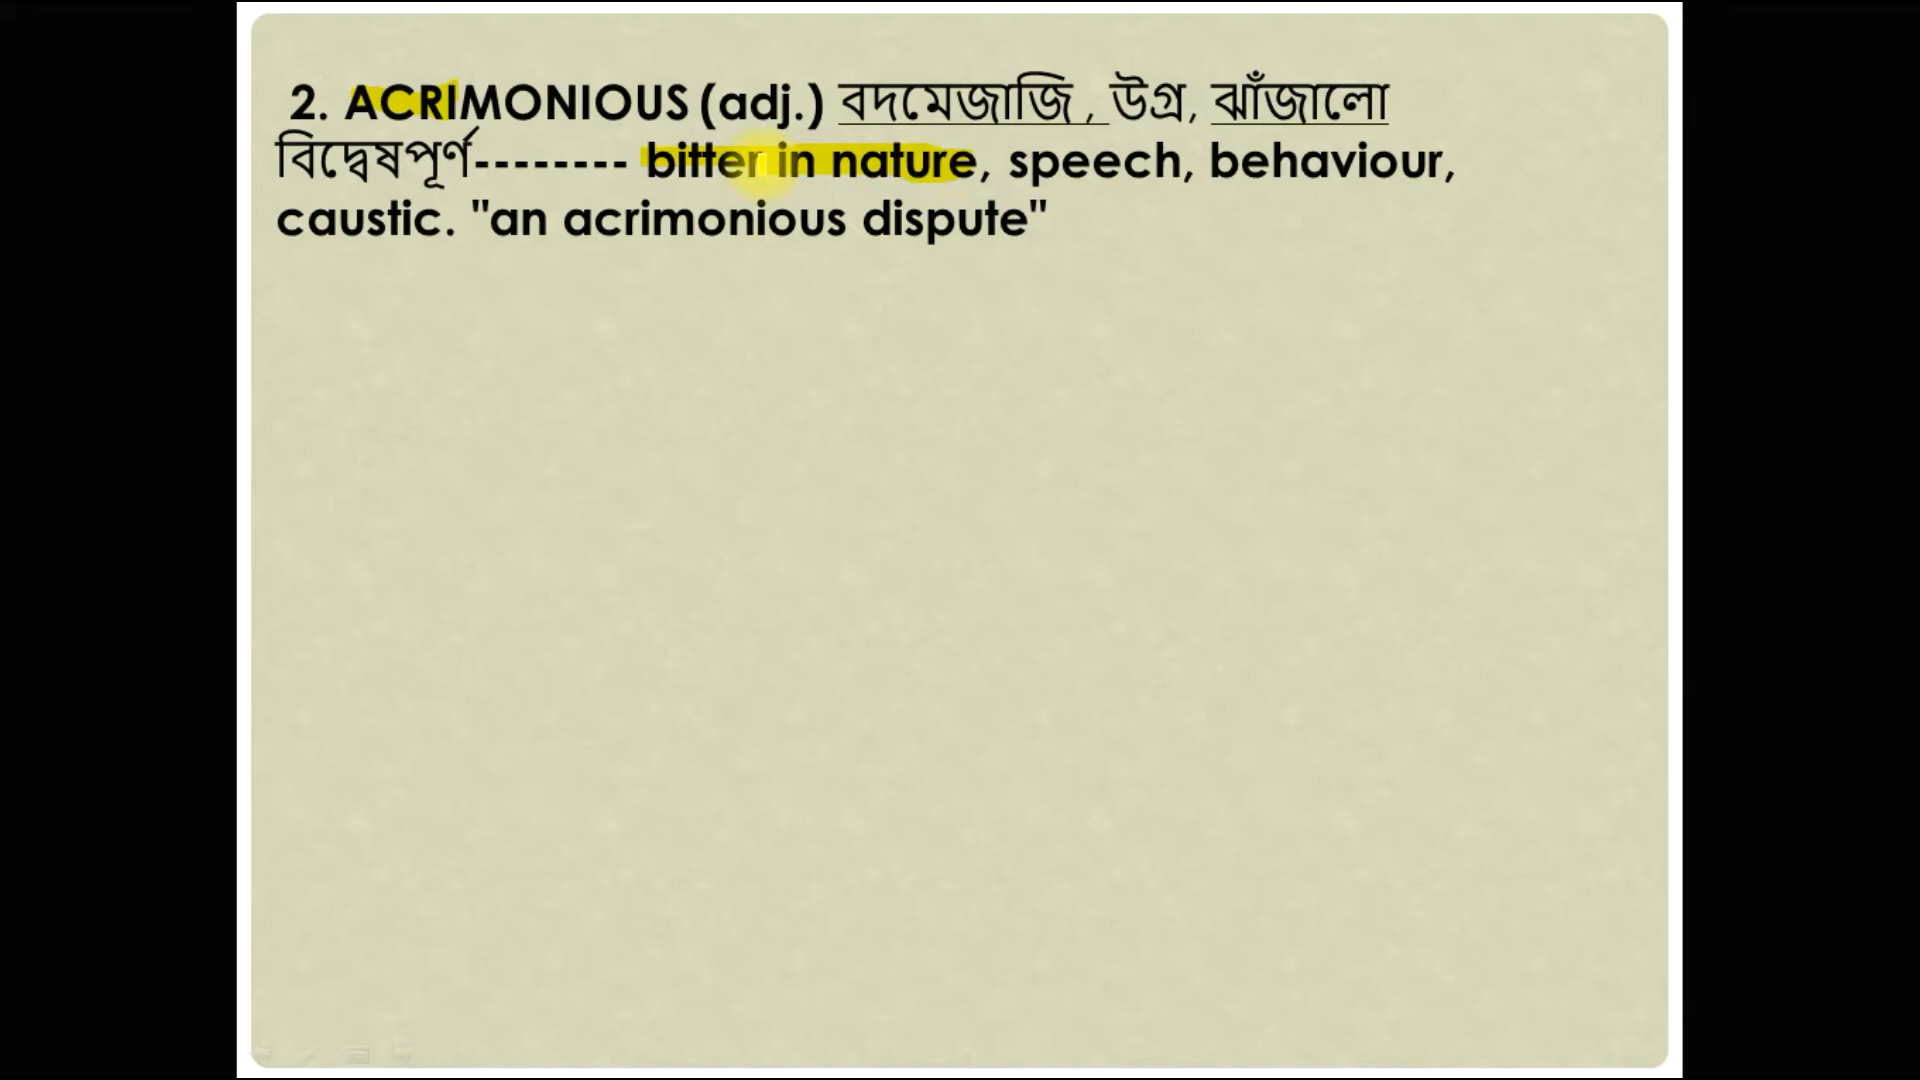 2. ACRIMONIOUS (adj.) বদমেজাজি , উগ্র, ঝাঁজালো
বিদ্বেষপূর্ণ-------- bitter in nature, speech, behaviour,
caustic. "an acrimonious dispute"